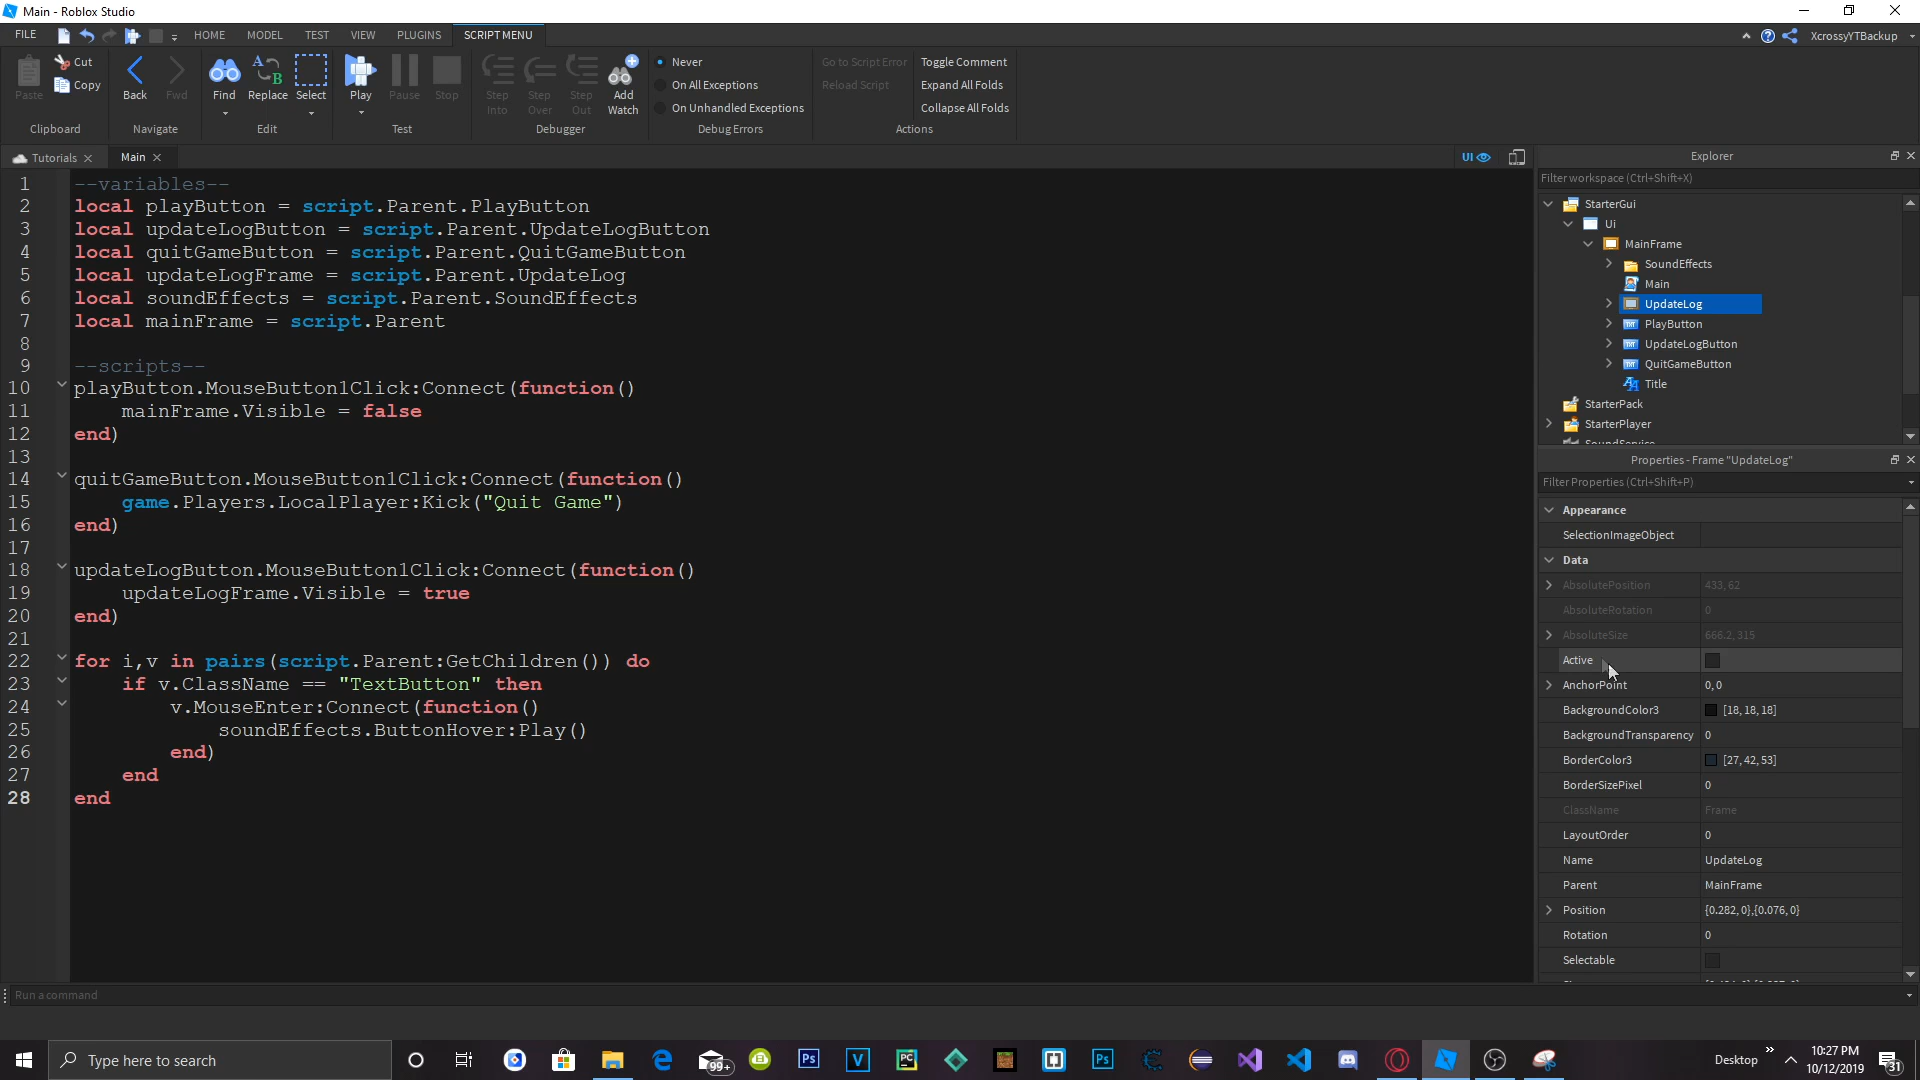 Main - Roblox Studio
FILE HOME MODEL TEST VIEW PLUGINS SCRIPT MENU XcrossyYTBackup
Paste Cut Copy Back Fwd Find Replace Select Play Pause Stop Step Into Step Over Step Out Add Watch
Never
On All Exceptions
On Unhandled Exceptions
Go to Script Error
Reload Script
Toggle Comment
Expand All Folds
Collapse All Folds
Clipboard Navigate Edit Test Debugger Debug Errors Actions
Tutorials Main UI
1 --variables--
2 local playButton = script.Parent.PlayButton
3 local updateLogButton = script.Parent.UpdateLogButton
4 local quitGameButton = script.Parent.QuitGameButton
5 local updateLogFrame = script.Parent.UpdateLog
6 local soundEffects = script.Parent.SoundEffects
7 local mainFrame = script.Parent
8
9 --scripts--
10 playButton.MouseButton1Click:Connect(function()
11 mainFrame.Visible = false
12 end)
13
14 quitGameButton.MouseButton1Click:Connect(function()
15 game.Players.LocalPlayer:Kick("Quit Game")
16 end)
17
18 updateLogButton.MouseButton1Click:Connect(function()
19 updateLogFrame.Visible = true
20 end)
21
22 for i,v in pairs(script.Parent:GetChildren()) do
23 if v.ClassName == "TextButton" then
24 v.MouseEnter:Connect(function()
25 soundEffects.ButtonHover:Play()
26 end)
27 end
28 end
Explorer
Filter workspace (Ctrl+Shift+X)
StarterGui
Ui
MainFrame
SoundEffects
Main
UpdateLog
PlayButton
UpdateLogButton
QuitGameButton
Title
StarterPack
StarterPlayer
SoundService
Properties - Frame "UpdateLog"
Filter Properties (Ctrl+Shift+P)
Appearance
SelectionImageObject
Data
AbsolutePosition 433, 62
AbsoluteRotation 0
AbsoluteSize 666.2, 315
Active
AnchorPoint 0, 0
BackgroundColor3 [18, 18, 18]
BackgroundTransparency 0
BorderColor3 [27, 42, 53]
BorderSizePixel 0
ClassName Frame
LayoutOrder 0
Name UpdateLog
Parent MainFrame
Position {0.282, 0},{0.076, 0}
Rotation 0
Selectable
Run a command
Type here to search
99+
Ps V PC Ps
Desktop
10:27 PM
10/12/2019
31